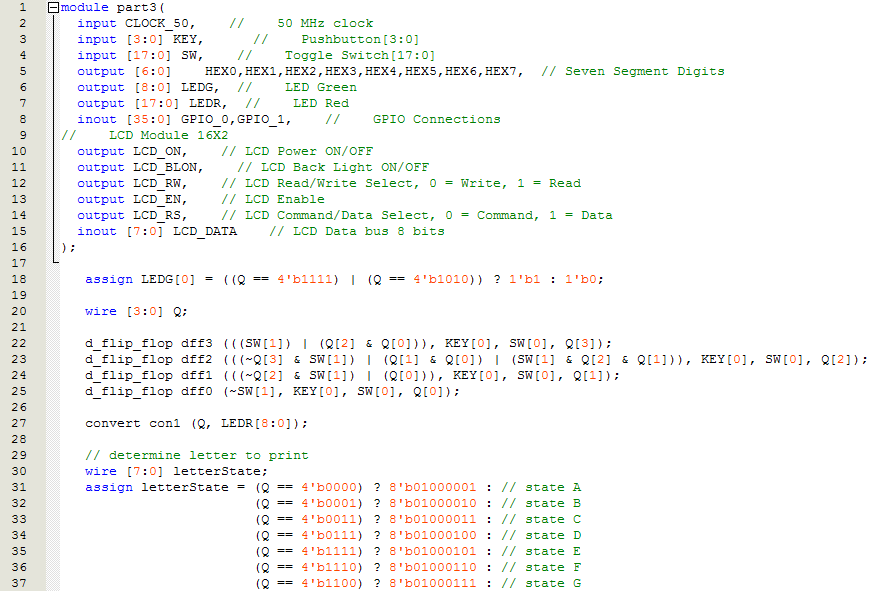 1 module part3(
2 input CLOCK_50, // 50 MHz clock
3 input [3:0] KEY, // Pushbutton[3:0]
4 input [17:0] SW, // Toggle Switch[17:0]
5 output [6:0] HEX0,HEX1,HEX2,HEX3,HEX4,HEX5,HEX6,HEX7, // Seven Segment Digits
6 output [8:0] LEDG, // LED Green
7 output [17:0] LEDR, // LED Red
8 inout [35:0] GPIO_0,GPIO_1, // GPIO Connections
9 // LCD Module 16X2
10 output LCD_ON, // LCD Power ON/OFF
11 output LCD_BLON, // LCD Back Light ON/OFF
12 output LCD_RW, // LCD Read/Write Select, 0 = Write, 1 = Read
13 output LCD_EN, // LCD Enable
14 output LCD_RS, // LCD Command/Data Select, 0 = Command, 1 = Data
15 inout [7:0] LCD_DATA // LCD Data bus 8 bits
16 );
17
18 assign LEDG[0] = ((Q == 4'b1111) | (Q == 4'b1010)) ? 1'b1 : 1'b0;
19
20 wire [3:0] Q;
21
22 d_flip_flop dff3 (((SW[1]) | (Q[2] & Q[0])), KEY[0], SW[0], Q[3]);
23 d_flip_flop dff2 (((~Q[3] & SW[1]) | (Q[1] & Q[0]) | (SW[1] & Q[2] & Q[1])), KEY[0], SW[0], Q[2]);
24 d_flip_flop dff1 (((~Q[2] & SW[1]) | (Q[0])), KEY[0], SW[0], Q[1]);
25 d_flip_flop dff0 (~SW[1], KEY[0], SW[0], Q[0]);
26
27 convert con1 (Q, LEDR[8:0]);
28
29 // determine letter to print
30 wire [7:0] letterState;
31 assign letterState = (Q == 4'b0000) ? 8'b01000001 : // state A
32 (Q == 4'b0001) ? 8'b01000010 : // state B
33 (Q == 4'b0011) ? 8'b01000011 : // state C
34 (Q == 4'b0111) ? 8'b01000100 : // state D
35 (Q == 4'b1111) ? 8'b01000101 : // state E
36 (Q == 4'b1110) ? 8'b01000110 : // state F
37 (Q == 4'b1100) ? 8'b01000111 : // state G